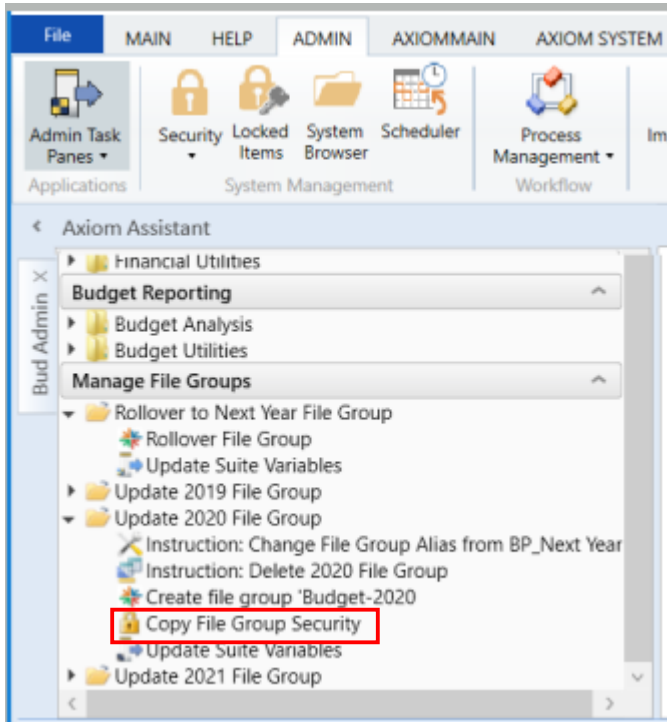 File MAIN HELP ADMIN AXIOMMAIN AXIOM SYSTEM
Admin Task Panes
Security
Locked Items
System Browser
Scheduler
Process Management
Im
Applications System Management Workflow
Axiom Assistant
Bud Admin
Financial Utilities
Budget Reporting
Budget Analysis
Budget Utilities
Manage File Groups
Rollover to Next Year File Group
Rollover File Group
Update Suite Variables
Update 2019 File Group
Update 2020 File Group
Instruction: Change File Group Alias from BP_Next Year
Instruction: Delete 2020 File Group
Create file group 'Budget-2020
Copy File Group Security
Update Suite Variables
Update 2021 File Group